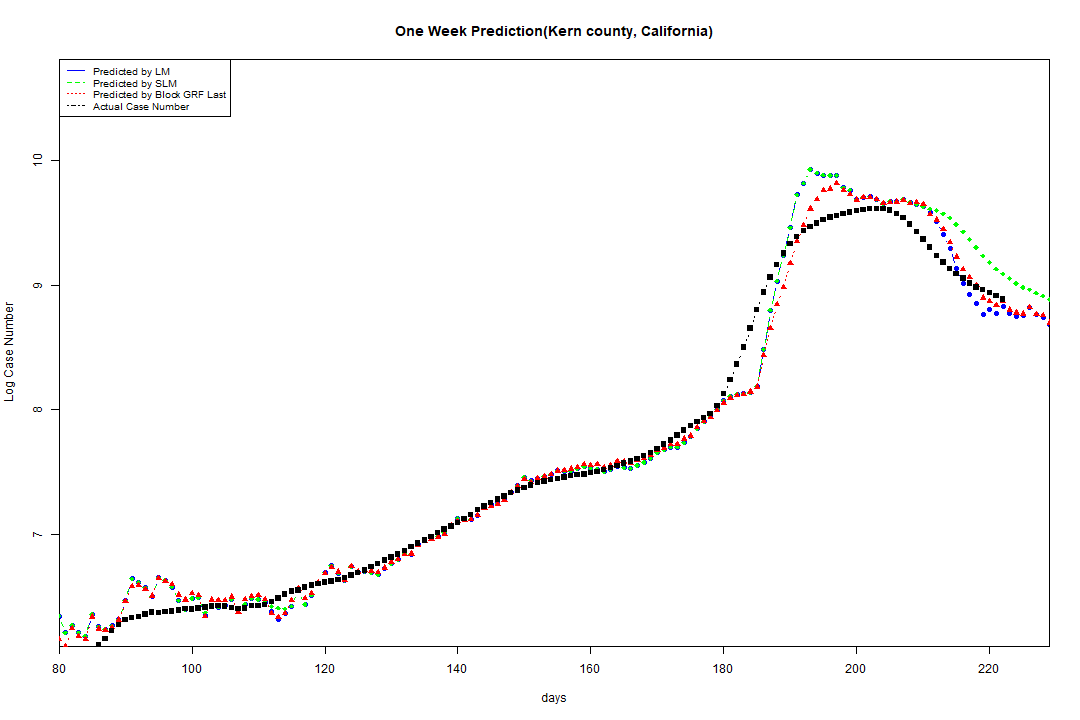 One Week Prediction(Kern county, California)
Predicted by LM
Predicted by SLM
Predicted by Block GRF Last
Actual Case Number
10
9
8
7
Log Case Number
80 100 120 140 160 180 200 220
days